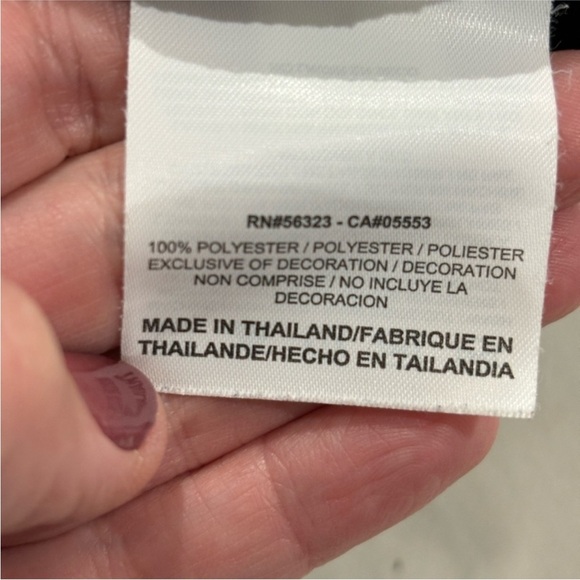 RN#56323 - CA#05553
100% POLYESTER / POLYESTER / POLIESTER
EXCLUSIVE OF DECORATION / DECORATION
NON COMPRISE / NO INCLUYE LA
DECORACION
MADE IN THAILAND/FABRIQUE EN
THAILANDE/HECHO EN TAILANDIA